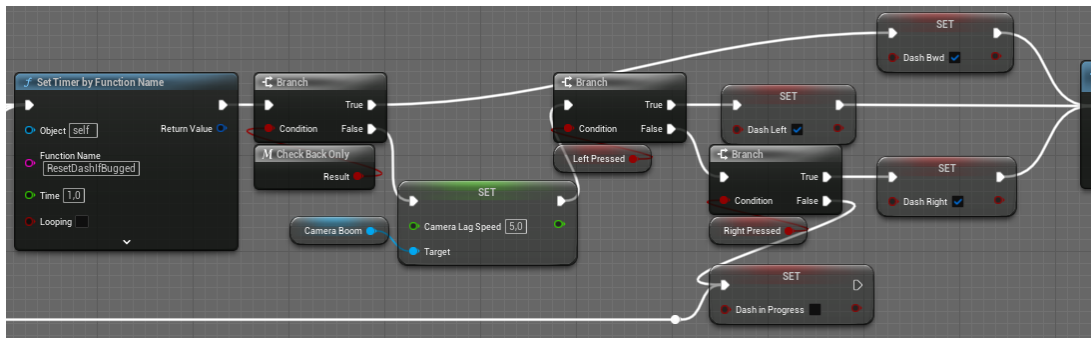 SET
Dash Bwd
f Set Timer by Function Name
Object self
Return Value
Function Name
ResetDashIfBugged
Time 1,0
Looping
Branch
True
Condition
False
M Check Back Only
Result
Camera Boom
SET
Camera Lag Speed 5,0
Target
Branch
True
Condition
False
Left Pressed
SET
Dash Left
Branch
True
Condition
False
Right Pressed
SET
Dash Right
SET
Dash in Progress